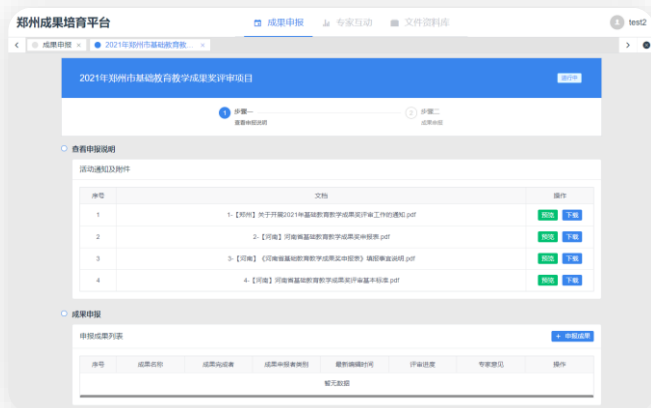 郑州成果培育平台 成果申报 专家互动 文件资料库 test2
成果申报 × 2021年郑州市基础教育教... ×
2021年郑州市基础教育教学成果奖评审项目 进行中
1 步骤一 2 步骤二
查看申报说明 成果申报
查看申报说明
活动通知及附件
序号 文档 操作
1 1-【郑州】关于开展2021年基础教育教学成果奖评审工作的通知.pdf 预览 下载
2 2-【河南】河南省基础教育教学成果奖申报表.pdf 预览 下载
3 3-【河南】《河南省基础教育教学成果奖申报表》填报事宜说明.pdf 预览 下载
4 4-【河南】河南省基础教育教学成果奖评审基本标准.pdf 预览 下载
成果申报
申报成果列表 + 申报成果
序号 成果名称 成果完成者 成果申报者类别 最新编辑时间 评审进度 专家意见 操作
暂无数据